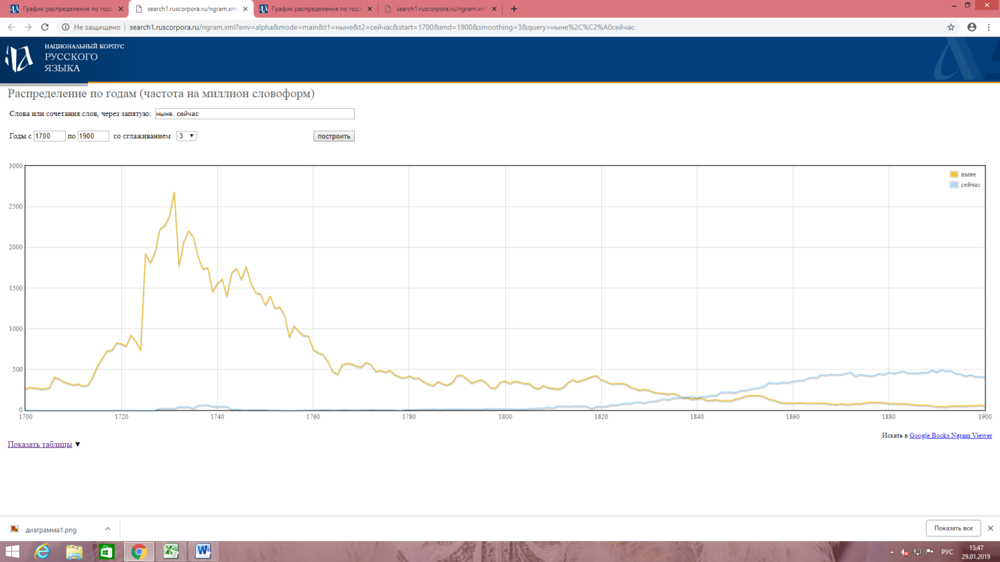 График распределения по года
search1.ruscorpora.ru/ngram.xml
График распределения по года
search1.ruscorpora.ru/ngram.xml
Не защищено
search1.ruscorpora.ru/ngram.xml?env=alpha&mode=main&t1=ныне&t2=сейчас&start=1700&end=1900&smoothing=3&query=ныне%2C%C2%A0сейчас
НАЦИОНАЛЬНЫЙ КОРПУС
РУССКОГО
ЯЗЫКА
Распределение по годам (частота на миллион словоформ)
Слова или сочетания слов, через запятую: ныне, сейчас
Годы с 1700 по 1900 со сглаживанием 3 построить
3000
ныне
сейчас
2500
2000
1500
1000
500
0
1700 1720 1740 1760 1780 1800 1820 1840 1860 1880 1900
Искать в Google Books Ngram Viewer
Показать таблицы ▼
диаграмма1.png
Показать все
РУС
15:47
29.01.2019